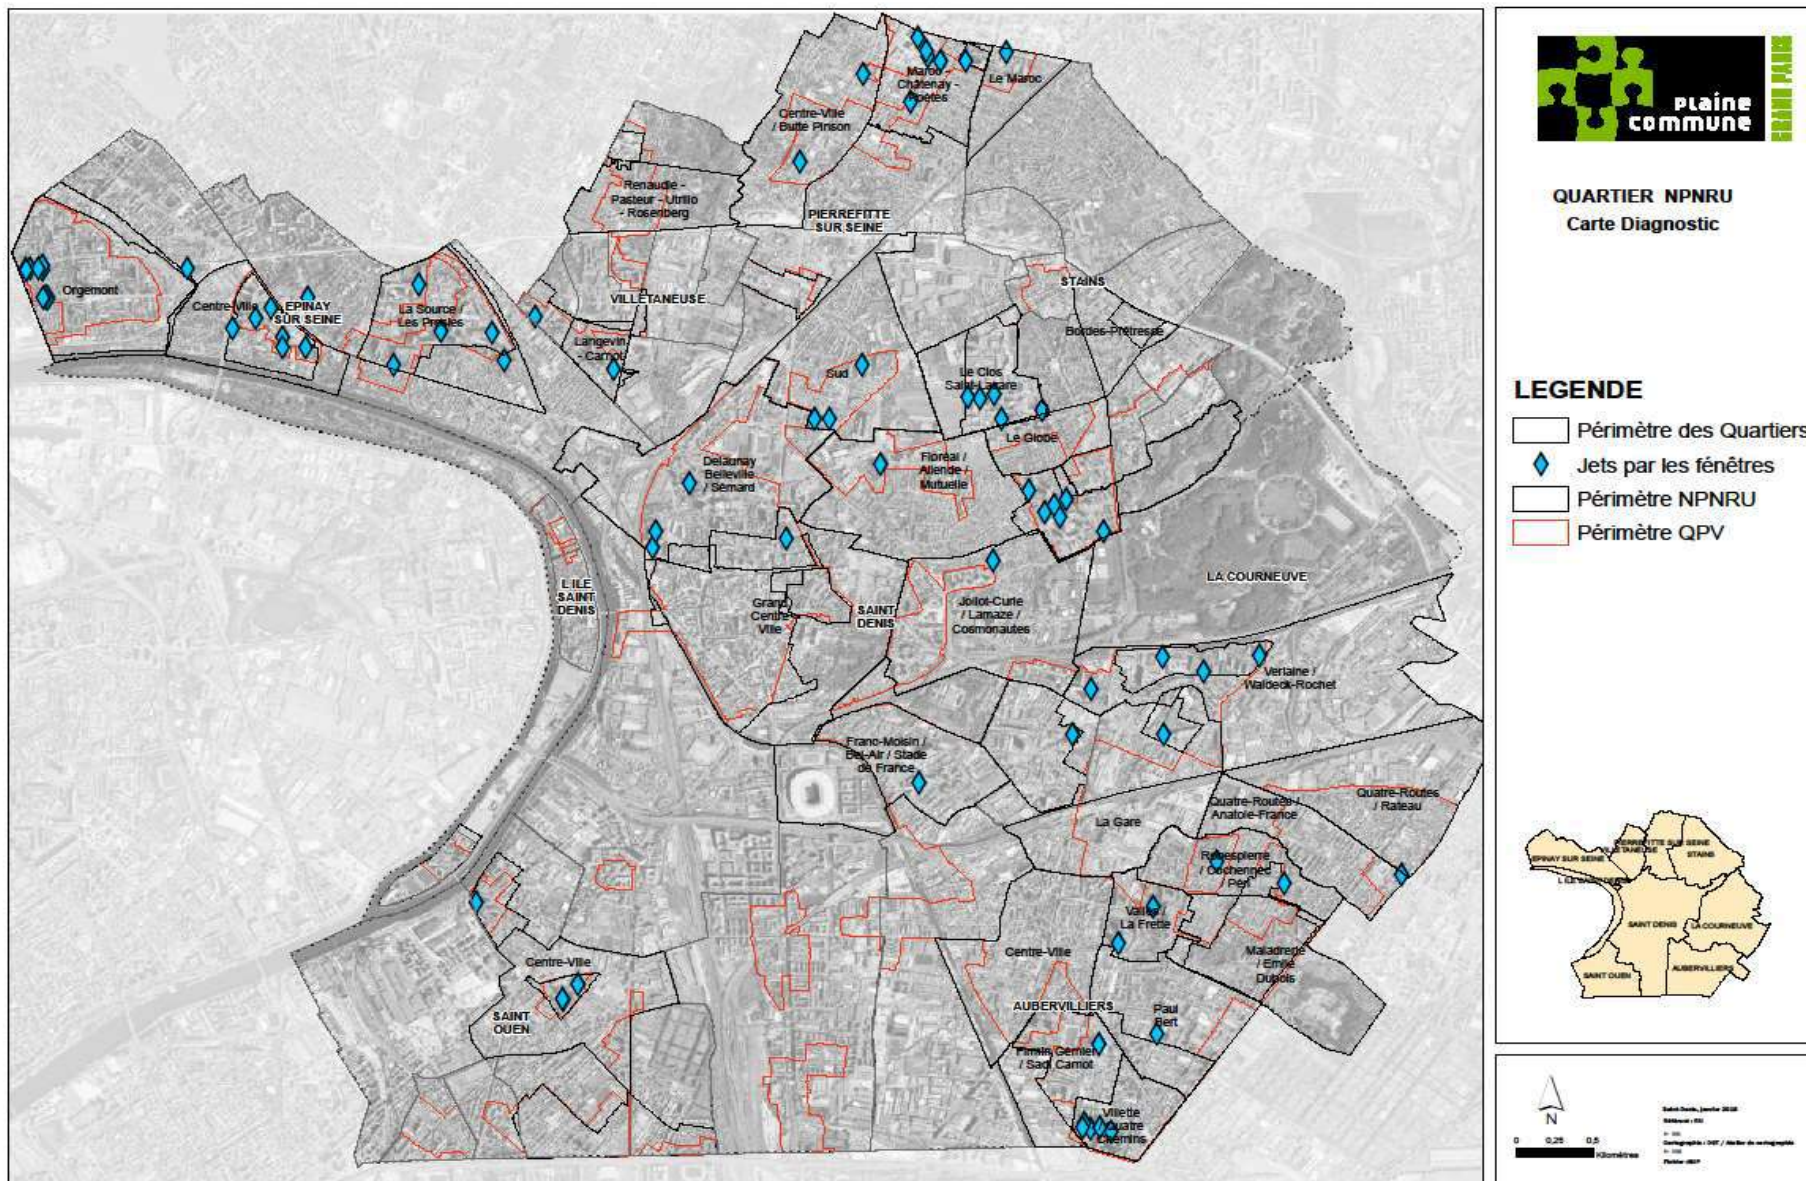 Maroc -
Châtenay -
Poètes
Le Maroc
Centre-Ville
/ Butte Pinson
Renaudie -
Pasteur - Utrillo
- Rosenberg
PIERREFITTE
SUR SEINE
Orgemont
Centre-Ville
EPINAY
SUR SEINE
La Source /
Les Presles
VILLETANEUSE
STAINS
Langevin
- Carnot
Bordes-Prêtresse
Sud
Le Clos
Saint-Lazare
Le Globe
Delaunay
Belleville
/ Sémard
Floréal /
Allende /
Mutuelle
L ILE
SAINT
DENIS
LA COURNEUVE
Grand
Centre
Ville
SAINT
DENIS
Joliot-Curie
/ Lamaze /
Cosmonautes
Verlaine /
Waldeck-Rochet
Franc-Moisin /
Bel-Air / Stade
de France
La Gare
Quatre-Routes /
Anatole-France
Quatre-Routes
/ Rateau
Robespierre
/ Cochennec
/ Péri
Vallès /
La Frette
Centre-Ville
Centre-Ville
Maladrerie
/ Emile
Dubois
AUBERVILLIERS
Paul
Bert
SAINT
OUEN
Firmin Gémier
/ Sadi Carnot
Villette
Quatre
Chemins
plaine
commune
GRAND PARIS
QUARTIER NPNRU
Carte Diagnostic
LEGENDE
Périmètre des Quartiers
Jets par les fénêtres
Périmètre NPNRU
Périmètre QPV
EPINAY SUR SEINE
VILLETANEUSE
PIERREFITTE SUR SEINE
STAINS
L ILE SAINT DENIS
SAINT DENIS
LA COURNEUVE
SAINT OUEN
AUBERVILLIERS
N
0 0,25 0,5
Kilomètres